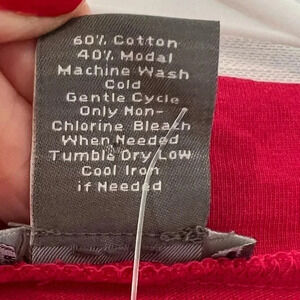 60% Cotton
40% Modal
Machine Wash
Cold
Gentle Cycle
Only Non-
Chlorine Bleach
When Needed
Tumble Dry Low
Cool Iron
if Needed